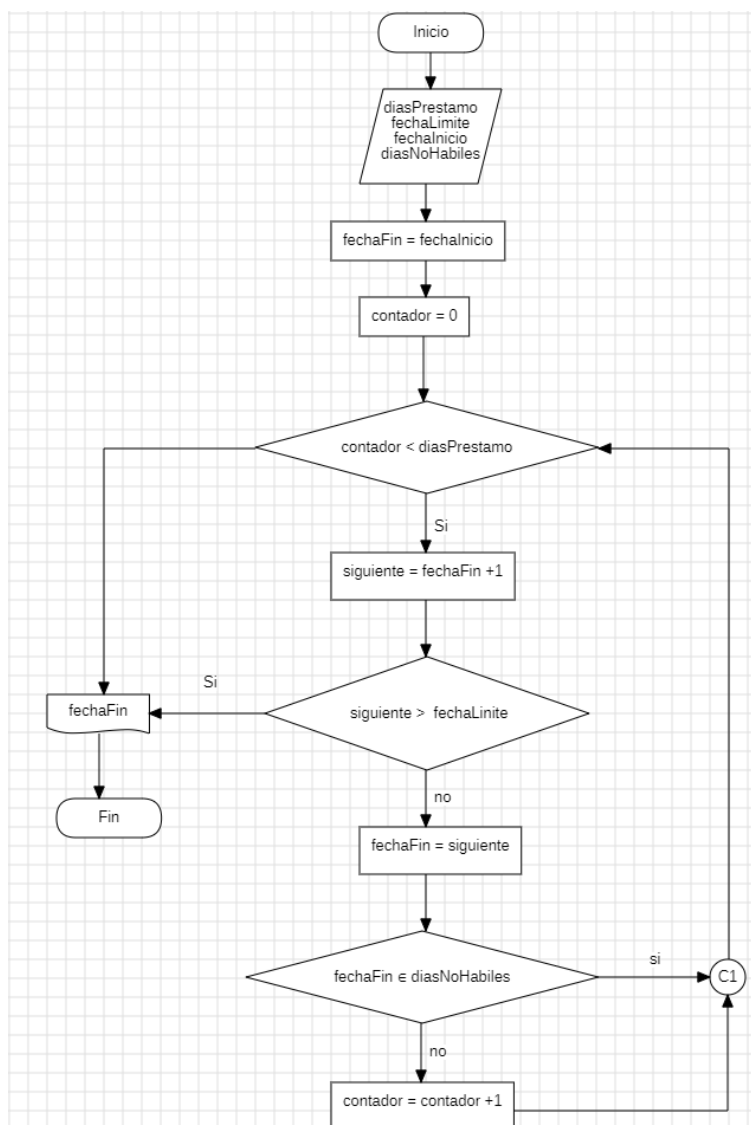 Inicio
diasPrestamo
fechaLimite
fechaInicio
diasNoHabiles
fechaFin = fechaInicio
contador = 0
contador < diasPrestamo
Si
siguiente = fechaFin +1
Si
siguiente > fechaLinite
fechaFin
no
Fin
fechaFin = siguiente
fechaFin ∈ diasNoHabiles
si
C1
no
contador = contador +1